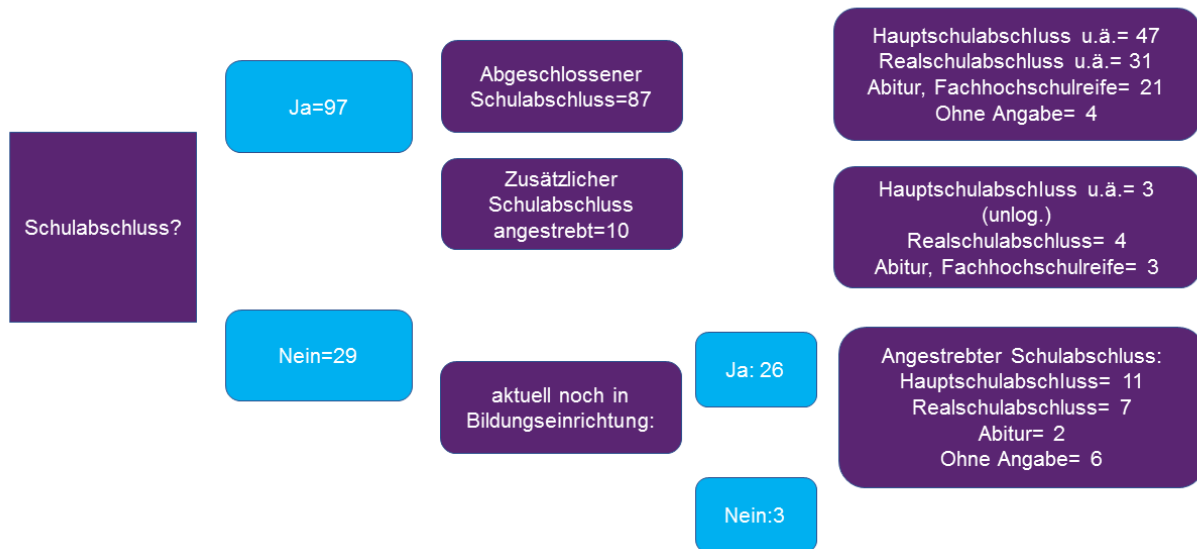 Schulabschluss?
Ja=97
Abgeschlossener
Schulabschluss=87
Hauptschulabschluss u.ä.= 47
Realschulabschluss u.ä.= 31
Abitur, Fachhochschulreife= 21
Ohne Angabe= 4
Zusätzlicher
Schulabschluss
angestrebt=10
Hauptschulabschluss u.ä.= 3
(unlog.)
Realschulabschluss= 4
Abitur, Fachhochschulreife= 3
Nein=29
aktuell noch in
Bildungseinrichtung:
Ja: 26
Angestrebter Schulabschluss:
Hauptschulabschluss= 11
Realschulabschluss= 7
Abitur= 2
Ohne Angabe= 6
Nein:3